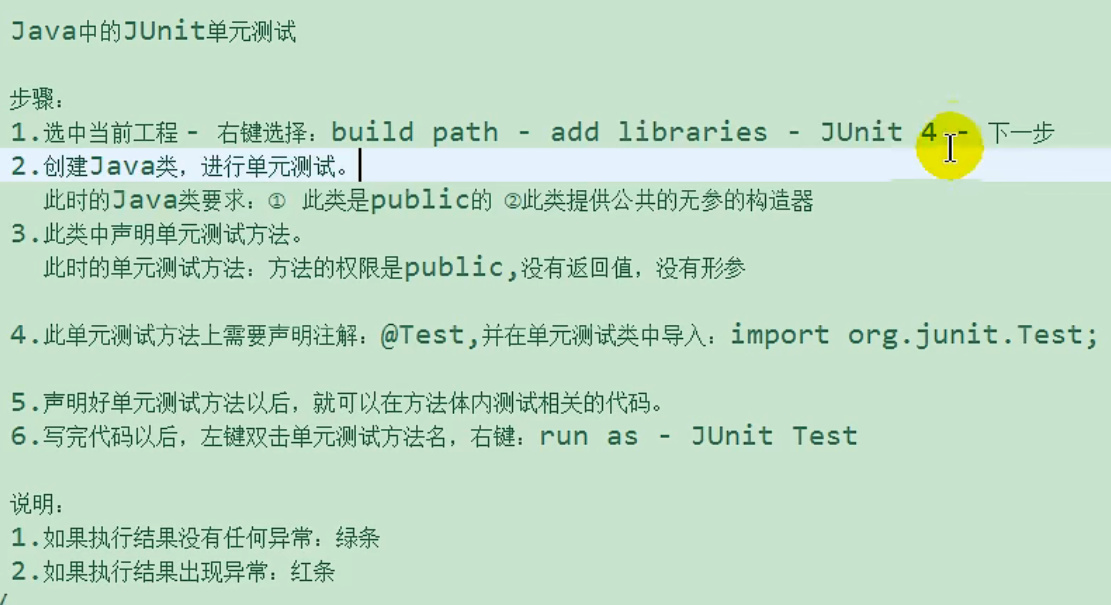 Java中的JUnit单元测试
步骤：
1.选中当前工程 - 右键选择：build path - add libraries - JUnit 4 - 下一步
2.创建Java类，进行单元测试。
此时的Java类要求：① 此类是public的 ②此类提供公共的无参的构造器
3.此类中声明单元测试方法。
此时的单元测试方法：方法的权限是public,没有返回值，没有形参
4.此单元测试方法上需要声明注解：@Test,并在单元测试类中导入：import org.junit.Test;
5.声明好单元测试方法以后，就可以在方法体内测试相关的代码。
6.写完代码以后，左键双击单元测试方法名，右键：run as - JUnit Test
说明：
1.如果执行结果没有任何异常：绿条
2.如果执行结果出现异常：红条